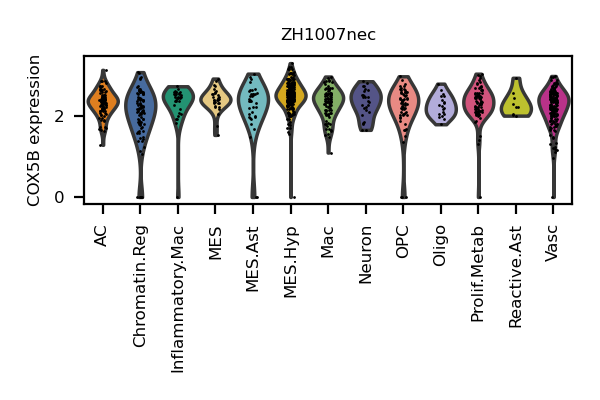 ZH1007nec
COX5B expression
2
0
AC
Chromatin.Reg
Inflammatory.Mac
MES
MES.Ast
MES.Hyp
Mac
Neuron
OPC
Oligo
Prolif.Metab
Reactive.Ast
Vasc